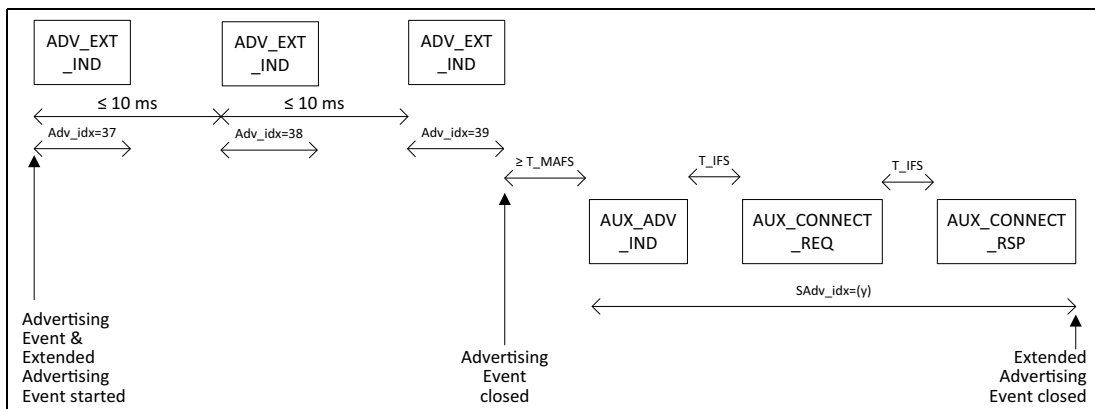 ADV_EXT
_IND
ADV_EXT
_IND
ADV_EXT
_IND
≤ 10 ms
≤ 10 ms
Adv_idx=37
Adv_idx=38
Adv_idx=39
≥ T_MAFS
T_IFS
T_IFS
AUX_ADV
_IND
AUX_CONNECT
_REQ
AUX_CONNECT
_RSP
SAdv_idx=(y)
Advertising
Event &
Extended
Advertising
Event started
Advertising
Event
closed
Extended
Advertising
Event closed